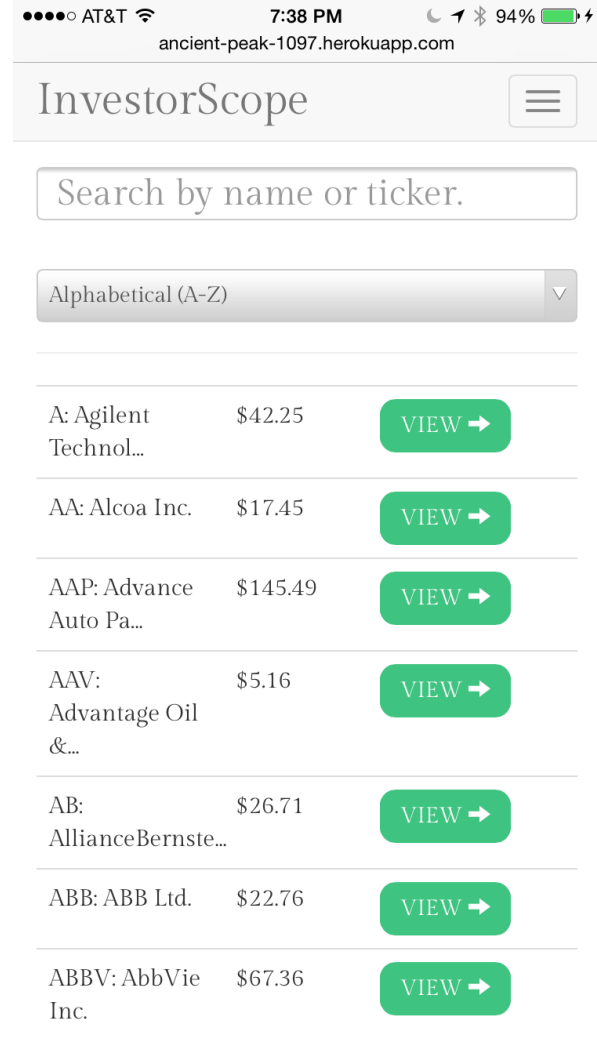 AT&T 7:38 PM 94%
ancient-peak-1097.herokuapp.com
InvestorScope
Search by name or ticker.
Alphabetical (A-Z)
A: Agilent $42.25 VIEW
Technol...
AA: Alcoa Inc. $17.45 VIEW
AAP: Advance $145.49 VIEW
Auto Pa...
AAV: $5.16 VIEW
Advantage Oil
&...
AB: $26.71 VIEW
AllianceBernste...
ABB: ABB Ltd. $22.76 VIEW
ABBV: AbbVie $67.36 VIEW
Inc.